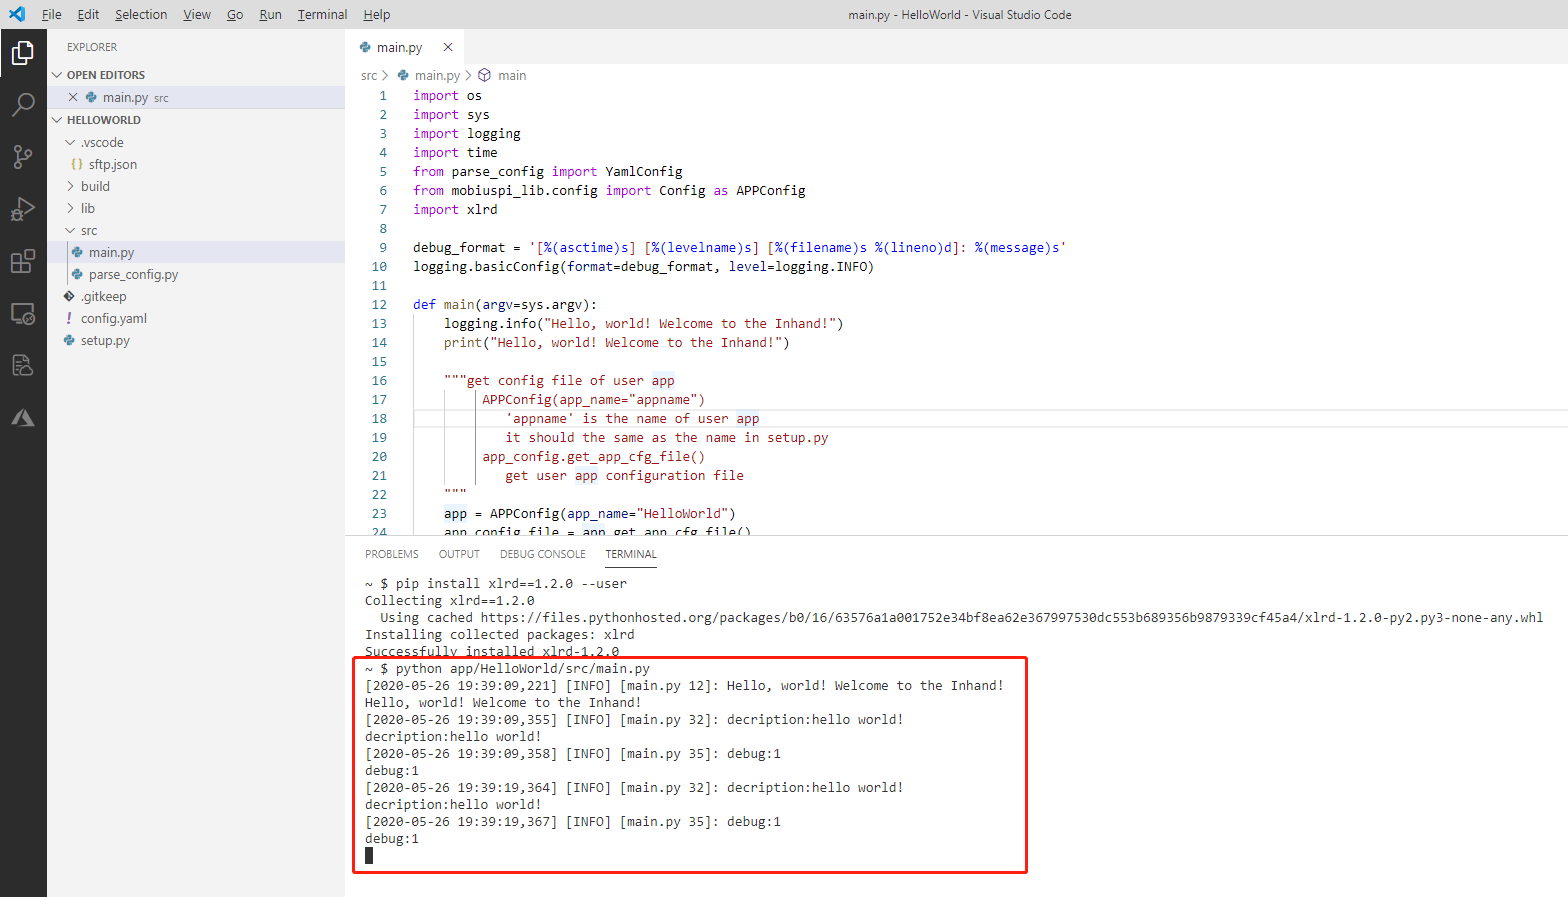 File Edit Selection View Go Run Terminal Help
main.py - HelloWorld - Visual Studio Code
EXPLORER
OPEN EDITORS
main.py src
HELLOWORLD
.vscode
{} sftp.json
build
lib
src
main.py
parse_config.py
.gitkeep
! config.yaml
setup.py
main.py
src > main.py > main
1 import os
2 import sys
3 import logging
4 import time
5 from parse_config import YamlConfig
6 from mobiuspi_lib.config import Config as APPConfig
7 import xlrd
8
9 debug_format = '[%(asctime)s] [%(levelname)s] [%(filename)s %(lineno)d]: %(message)s'
10 logging.basicConfig(format=debug_format, level=logging.INFO)
11
12 def main(argv=sys.argv):
13 logging.info("Hello, world! Welcome to the Inhand!")
14 print("Hello, world! Welcome to the Inhand!")
15
16 """get config file of user app
17 APPConfig(app_name="appname")
18 'appname' is the name of user app
19 it should the same as the name in setup.py
20 app_config.get_app_cfg_file()
21 get user app configuration file
22 """
23 app = APPConfig(app_name="HelloWorld")
24 app_config_file = app.get_app_cfg_file()
PROBLEMS OUTPUT DEBUG CONSOLE TERMINAL
~ $ pip install xlrd==1.2.0 --user
Collecting xlrd==1.2.0
Using cached https://files.pythonhosted.org/packages/b0/16/63576a1a001752e34bf8ea62e367997530dc553b689356b9879339cf45a4/xlrd-1.2.0-py2.py3-none-any.whl
Installing collected packages: xlrd
Successfully installed xlrd-1.2.0
~ $ python app/HelloWorld/src/main.py
[2020-05-26 19:39:09,221] [INFO] [main.py 12]: Hello, world! Welcome to the Inhand!
Hello, world! Welcome to the Inhand!
[2020-05-26 19:39:09,355] [INFO] [main.py 32]: decription:hello world!
decription:hello world!
[2020-05-26 19:39:09,358] [INFO] [main.py 35]: debug:1
debug:1
[2020-05-26 19:39:19,364] [INFO] [main.py 32]: decription:hello world!
decription:hello world!
[2020-05-26 19:39:19,367] [INFO] [main.py 35]: debug:1
debug:1